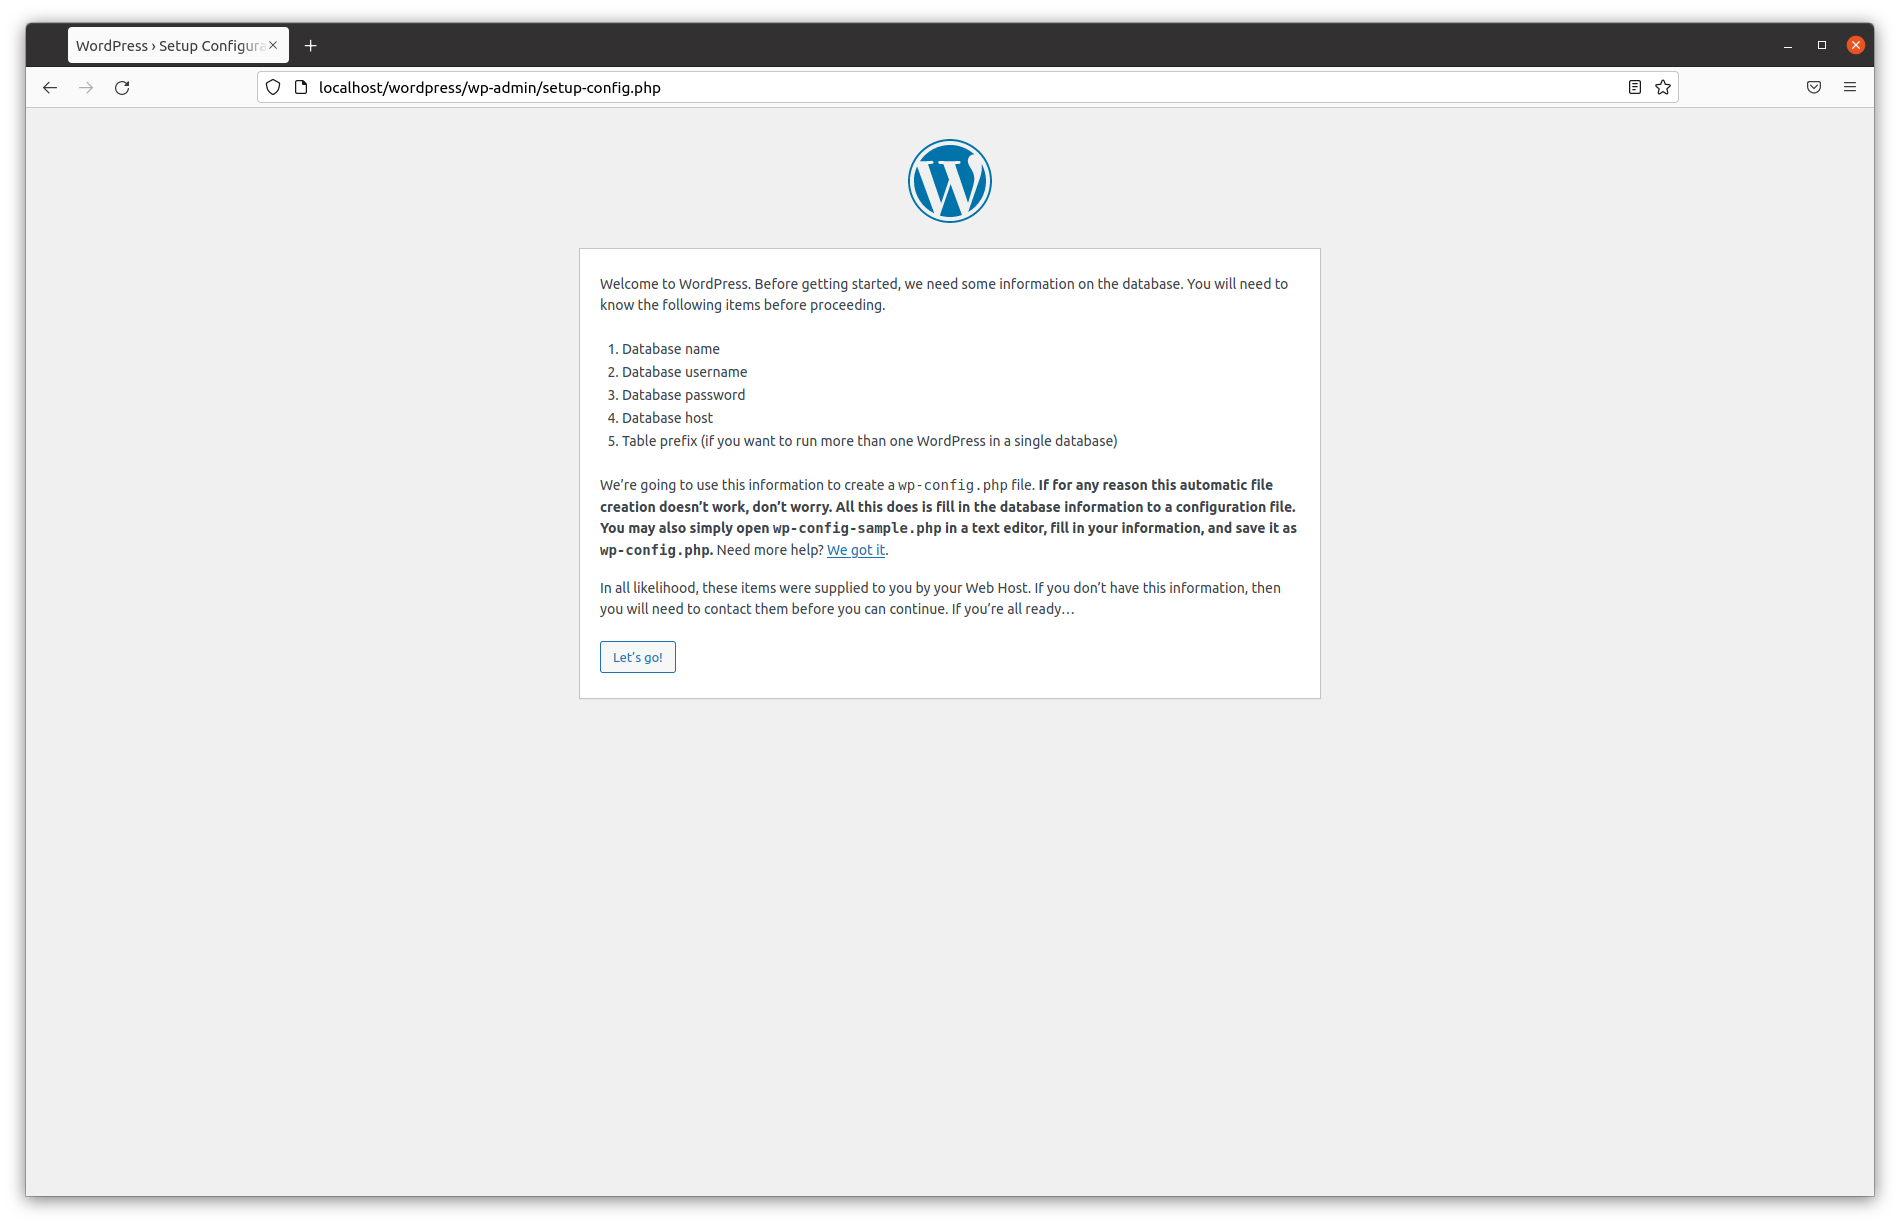 WordPress › Setup Configura
localhost/wordpress/wp-admin/setup-config.php
Welcome to WordPress. Before getting started, we need some information on the database. You will need to
know the following items before proceeding.
1. Database name
2. Database username
3. Database password
4. Database host
5. Table prefix (if you want to run more than one WordPress in a single database)
We’re going to use this information to create a wp-config.php file. If for any reason this automatic file
creation doesn’t work, don’t worry. All this does is fill in the database information to a configuration file.
You may also simply open wp-config-sample.php in a text editor, fill in your information, and save it as
wp-config.php. Need more help? We got it.
In all likelihood, these items were supplied to you by your Web Host. If you don’t have this information, then
you will need to contact them before you can continue. If you’re all ready…
Let’s go!